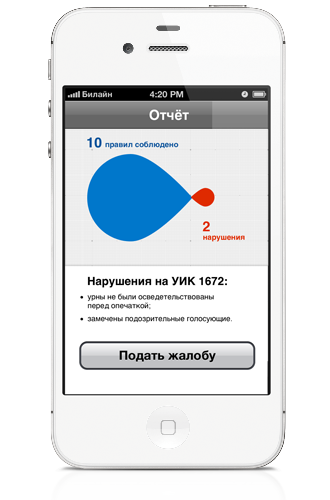 Билайн 4:20 PM
Отчёт
10 правил соблюдено
2
нарушения
Нарушения на УИК 1672:
• урны не были осведетельствованы
перед опечаткой;
• замечены подозрительные голосующие.
Подать жалобу